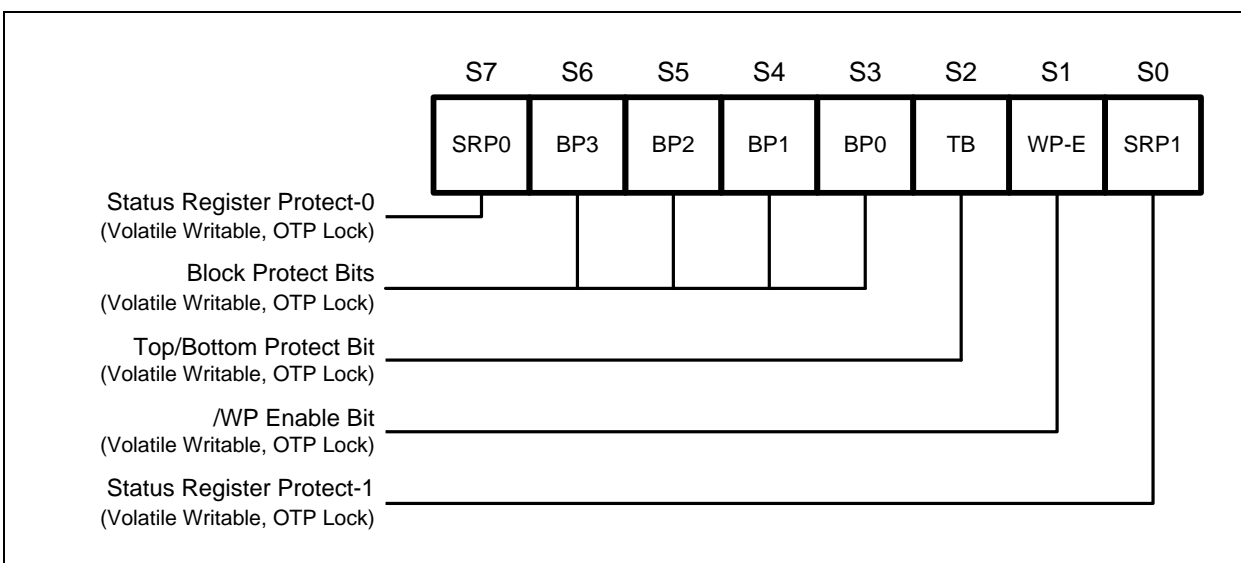 S7 S6 S5 S4 S3 S2 S1 S0
SRP0 BP3 BP2 BP1 BP0 TB WP-E SRP1
Status Register Protect-0
(Volatile Writable, OTP Lock)
Block Protect Bits
(Volatile Writable, OTP Lock)
Top/Bottom Protect Bit
(Volatile Writable, OTP Lock)
/WP Enable Bit
(Volatile Writable, OTP Lock)
Status Register Protect-1
(Volatile Writable, OTP Lock)